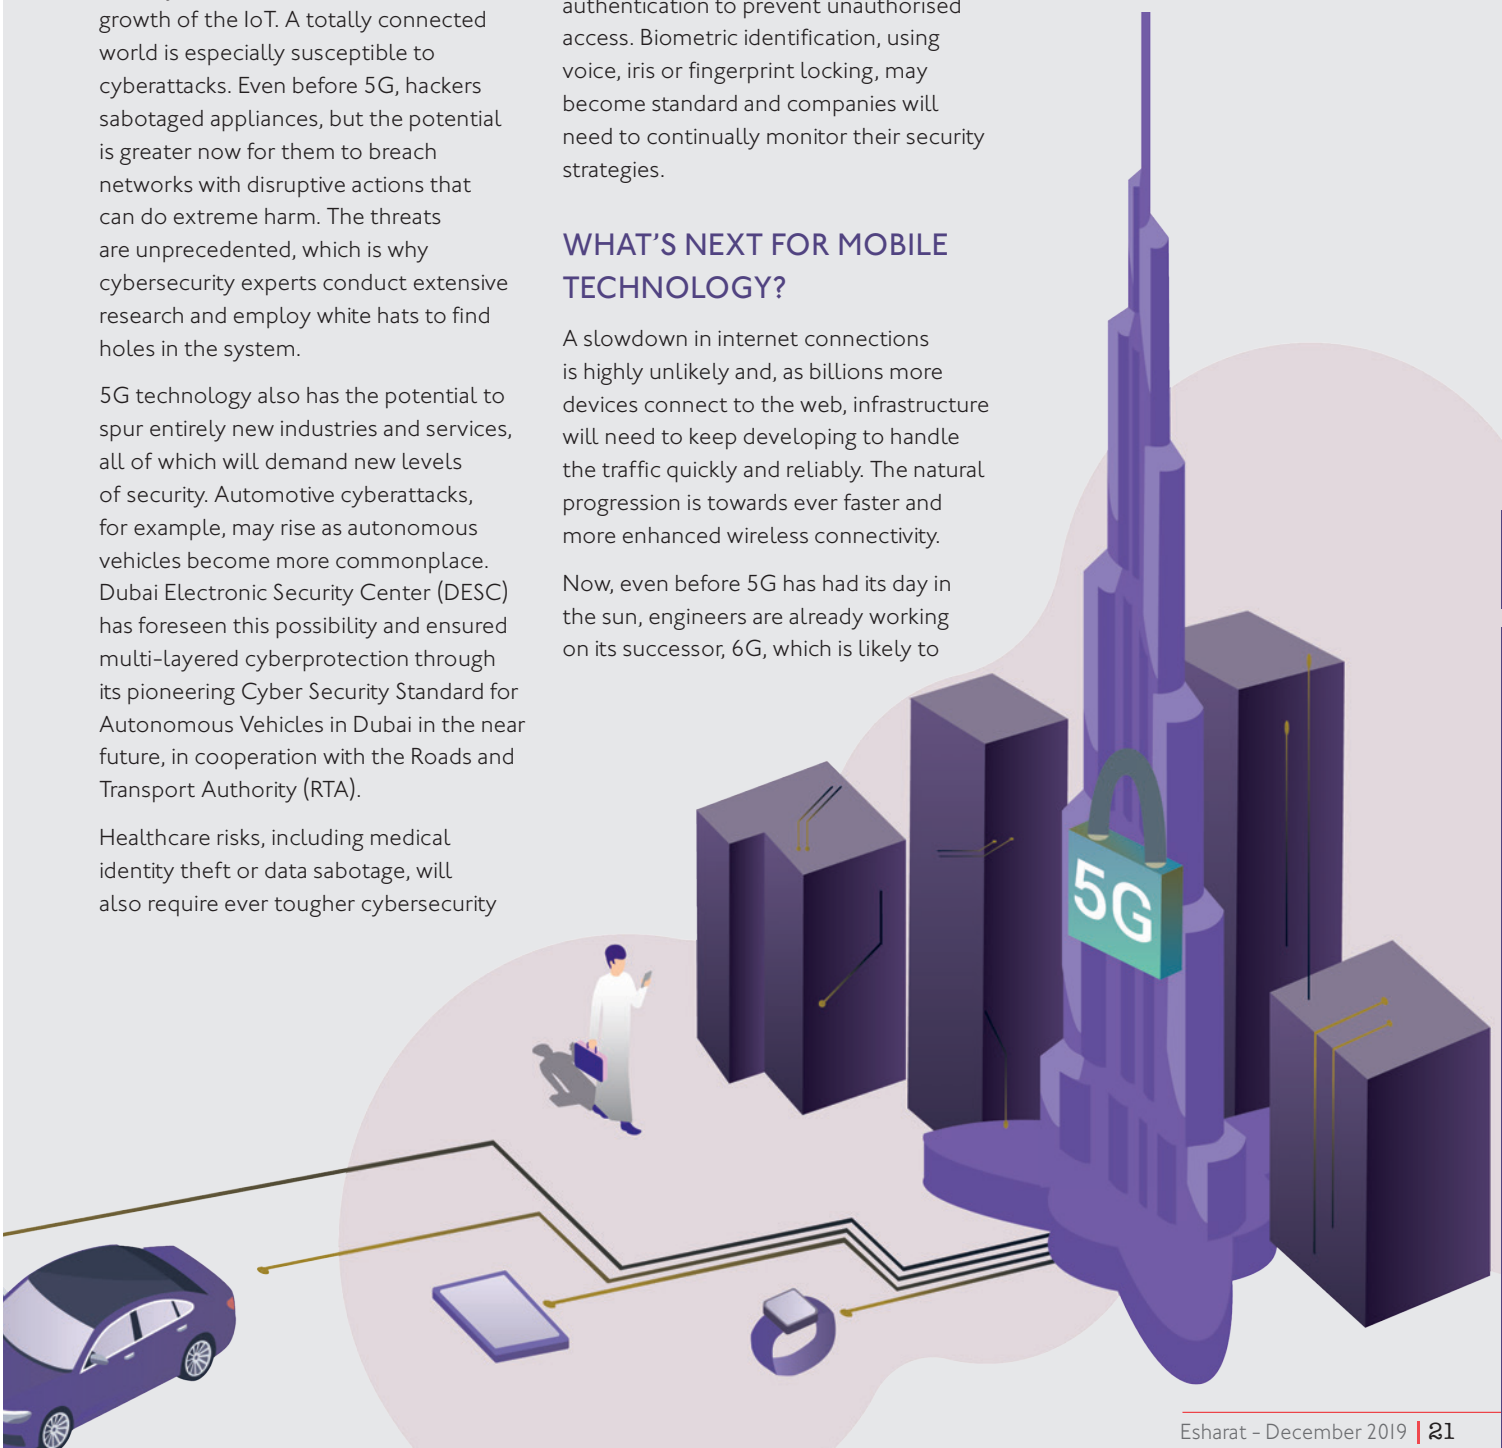 growth of the IoT. A totally connected
world is especially susceptible to
cyberattacks. Even before 5G, hackers
sabotaged appliances, but the potential
is greater now for them to breach
networks with disruptive actions that
can do extreme harm. The threats
are unprecedented, which is why
cybersecurity experts conduct extensive
research and employ white hats to find
holes in the system.
5G technology also has the potential to
spur entirely new industries and services,
all of which will demand new levels
of security. Automotive cyberattacks,
for example, may rise as autonomous
vehicles become more commonplace.
Dubai Electronic Security Center (DESC)
has foreseen this possibility and ensured
multi-layered cyberprotection through
its pioneering Cyber Security Standard for
Autonomous Vehicles in Dubai in the near
future, in cooperation with the Roads and
Transport Authority (RTA).
Healthcare risks, including medical
identity theft or data sabotage, will
also require ever tougher cybersecurity
authentication to prevent unauthorised
access. Biometric identification, using
voice, iris or fingerprint locking, may
become standard and companies will
need to continually monitor their security
strategies.
WHAT'S NEXT FOR MOBILE
TECHNOLOGY?
A slowdown in internet connections
is highly unlikely and, as billions more
devices connect to the web, infrastructure
will need to keep developing to handle
the traffic quickly and reliably. The natural
progression is towards ever faster and
more enhanced wireless connectivity.
Now, even before 5G has had its day in
the sun, engineers are already working
on its successor, 6G, which is likely to
5G
Esharat - December 2019 | 21